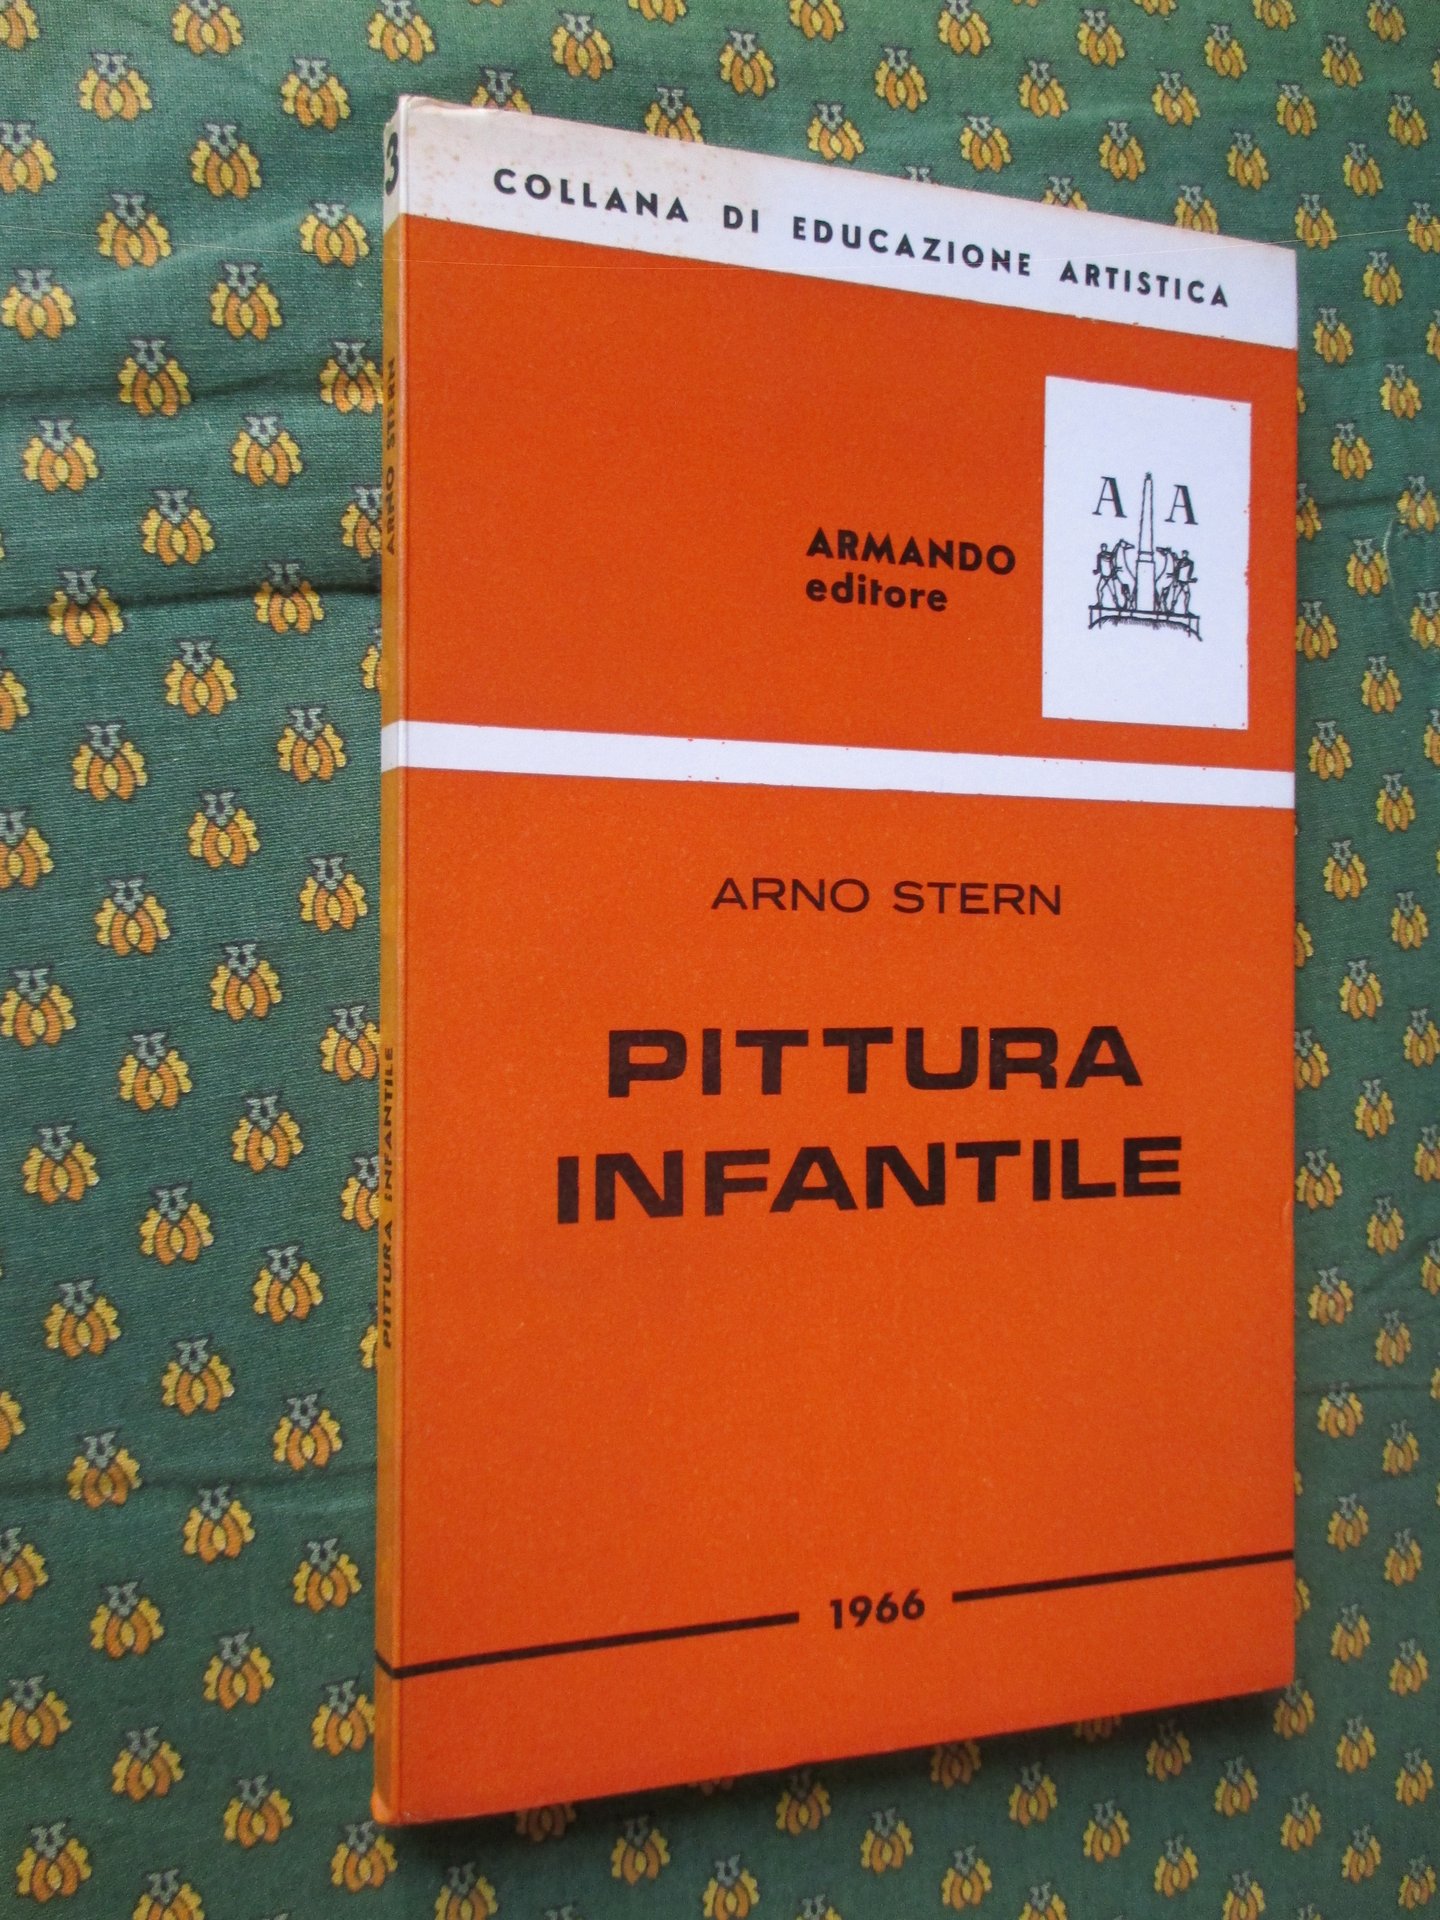 COLLANA DI EDUCAZIONE ARTISTICA
ARMANDO
editore
A A
ARNO STERN
PITTURA
INFANTILE
1966
3
ARNO STERN
PITTURA INFANTILE